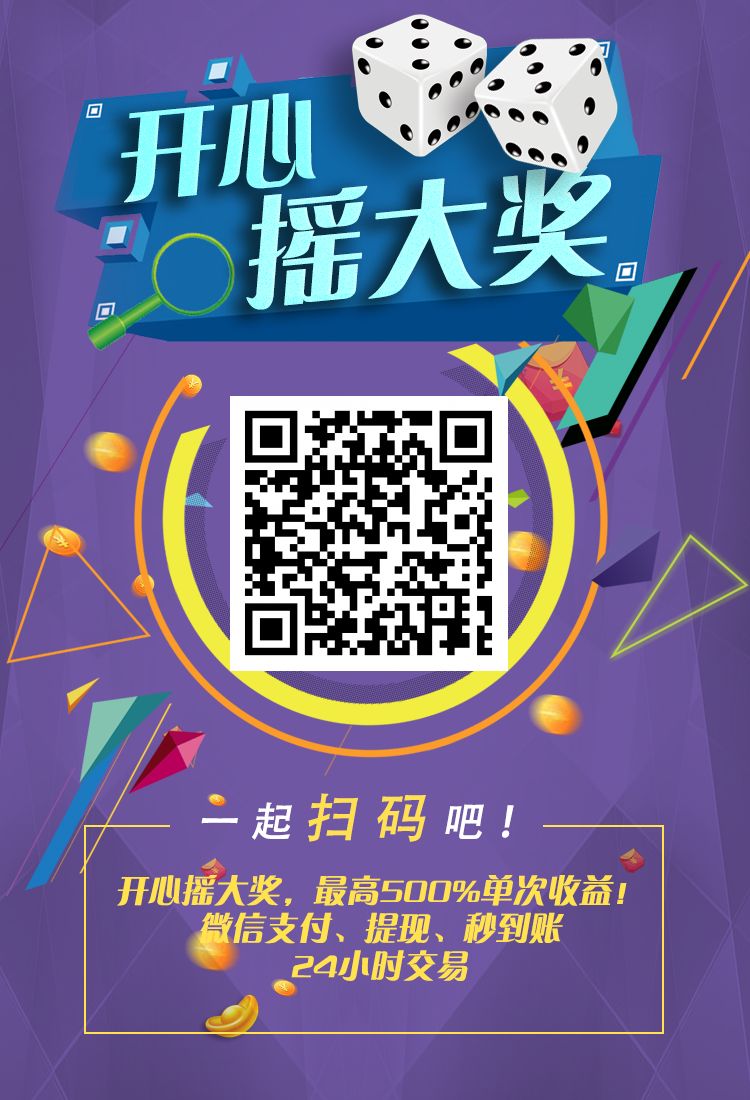 开心
摇大奖
一起扫码吧！
开心摇大奖，最高500%单次收益！
微信支付、提现、秒到账
24小时交易